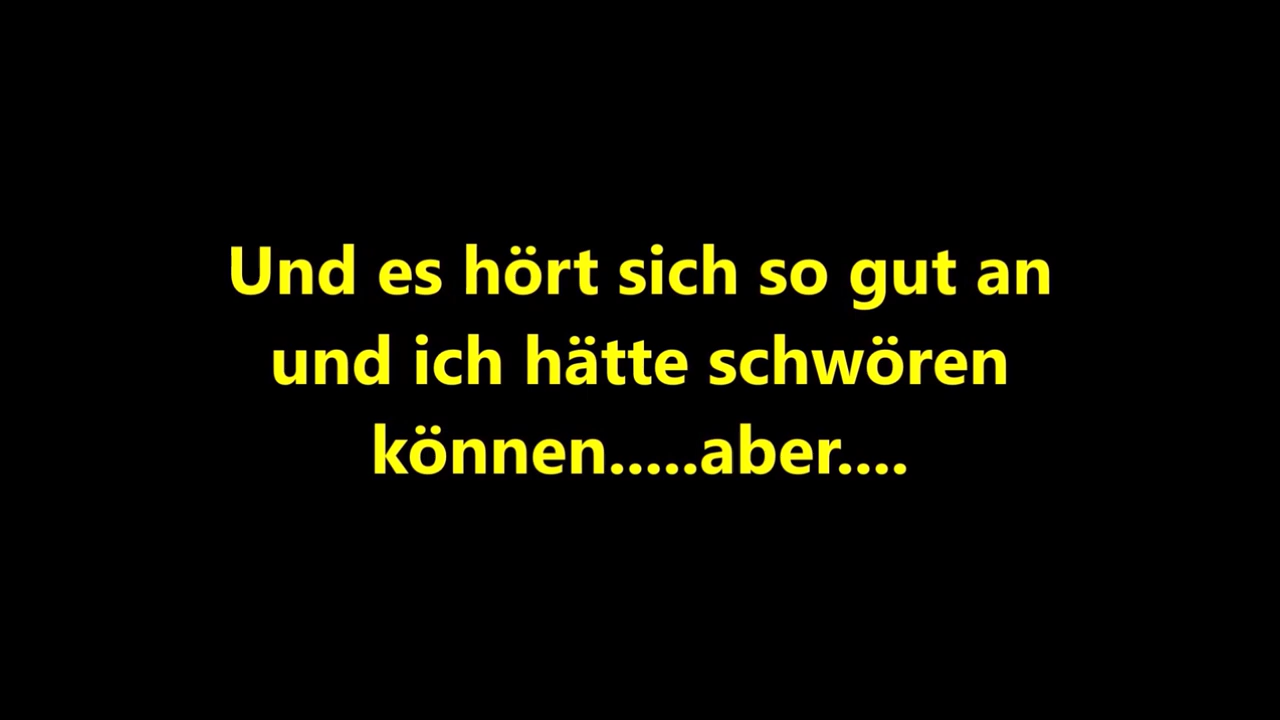 Und es hört sich so gut an
und ich hätte schwören
können.....aber....